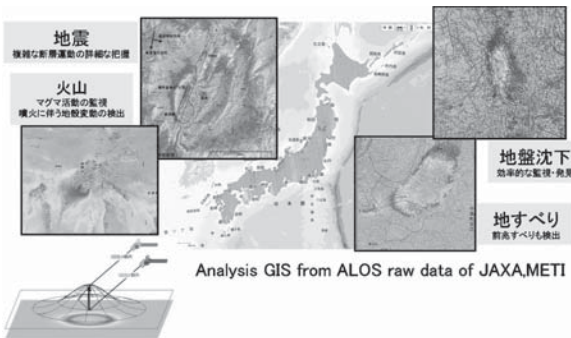 地震
複雑な断層運動の詳細な把握
火山
マグマ活動の監視
噴火に伴う地殻変動の検出
地盤沈下
効率的な監視・発見
地すべり
前兆すべりも検出
Analysis GIS from ALOS raw data of JAXA,METI